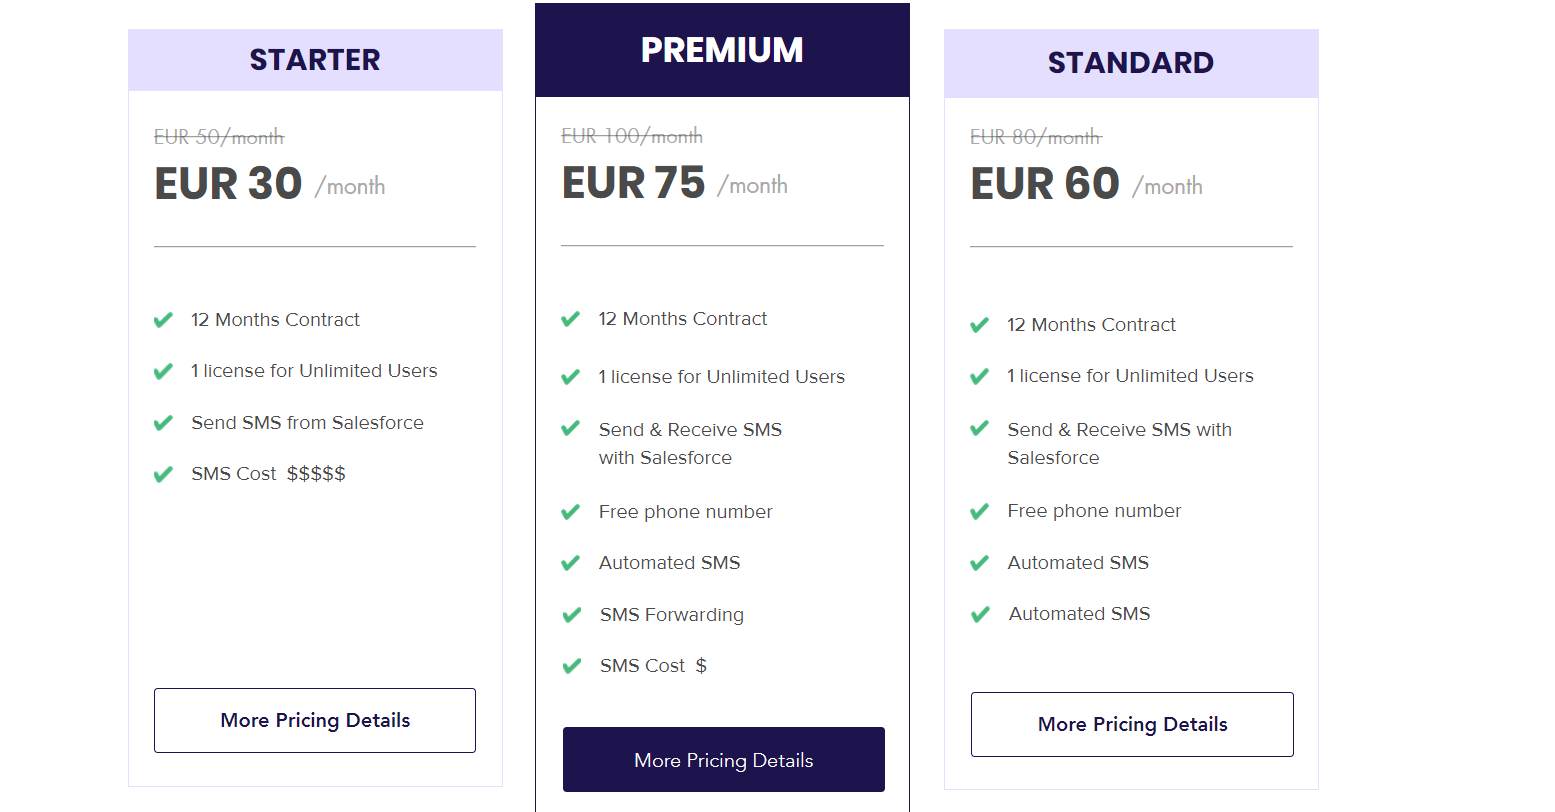 STARTER
EUR 50/month
EUR 30 /month
12 Months Contract
1 license for Unlimited Users
Send SMS from Salesforce
SMS Cost $$$$$
More Pricing Details
PREMIUM
EUR 100/month
EUR 75 /month
12 Months Contract
1 license for Unlimited Users
Send & Receive SMS
with Salesforce
Free phone number
Automated SMS
SMS Forwarding
SMS Cost $
More Pricing Details
STANDARD
EUR 80/month
EUR 60 /month
12 Months Contract
1 license for Unlimited Users
Send & Receive SMS with
Salesforce
Free phone number
Automated SMS
Automated SMS
More Pricing Details